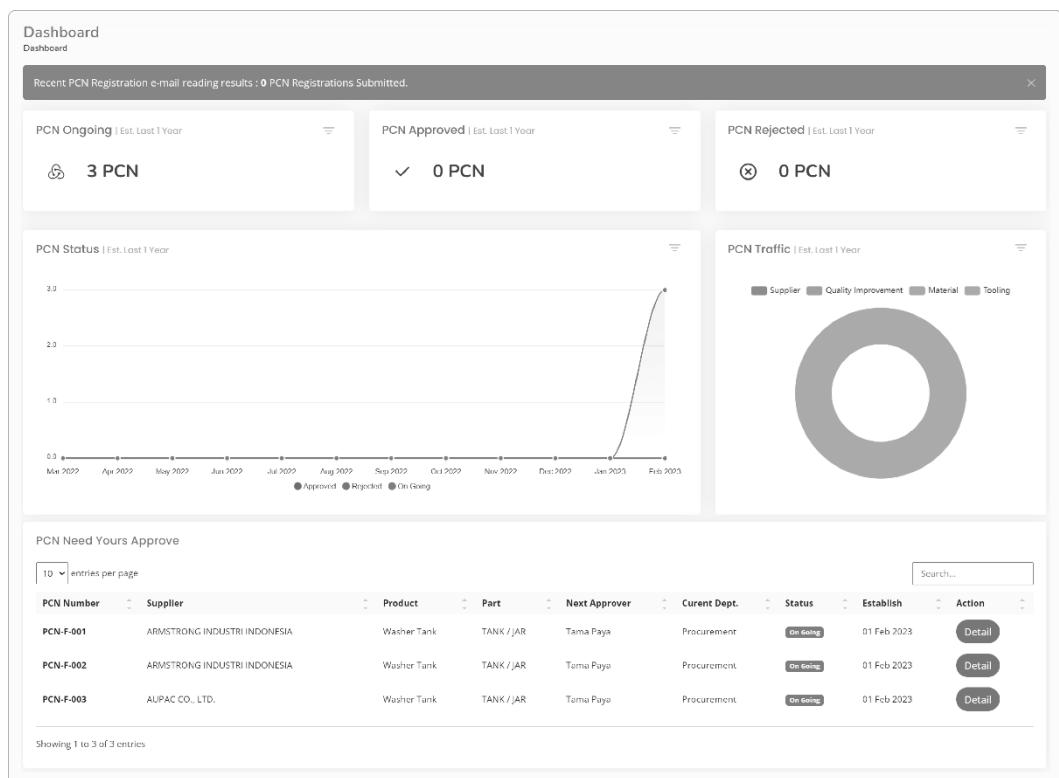 Dashboard
Dashboard
Recent PCN Registration e-mail reading results : 0 PCN Registrations Submitted.
PCN Ongoing | Est. Last 1 Year
3 PCN
PCN Approved | Est. Last 1 Year
0 PCN
PCN Rejected | Est. Last 1 Year
0 PCN
PCN Status | Est. Last 1 Year
3.0
2.0
1.0
0.0
Mar 2022 Apr 2022 May 2022 Jun 2022 Jul 2022 Aug 2022 Sep 2022 Oct 2022 Nov 2022 Dec 2022 Jan 2023 Feb 2023
Approved Rejected On Going
PCN Traffic | Est. Last 1 Year
Supplier Quality Improvement Material Tooling
PCN Need Yours Approve
10 entries per page
Search...
PCN Number Supplier Product Part Next Approver Curent Dept. Status Establish Action
PCN-F-001 ARMSTRONG INDUSTRI INDONESIA Washer Tank TANK / JAR Tama Paya Procurement On Going 01 Feb 2023 Detail
PCN-F-002 ARMSTRONG INDUSTRI INDONESIA Washer Tank TANK / JAR Tama Paya Procurement On Going 01 Feb 2023 Detail
PCN-F-003 AUPAC CO., LTD. Washer Tank TANK / JAR Tama Paya Procurement On Going 01 Feb 2023 Detail
Showing 1 to 3 of 3 entries